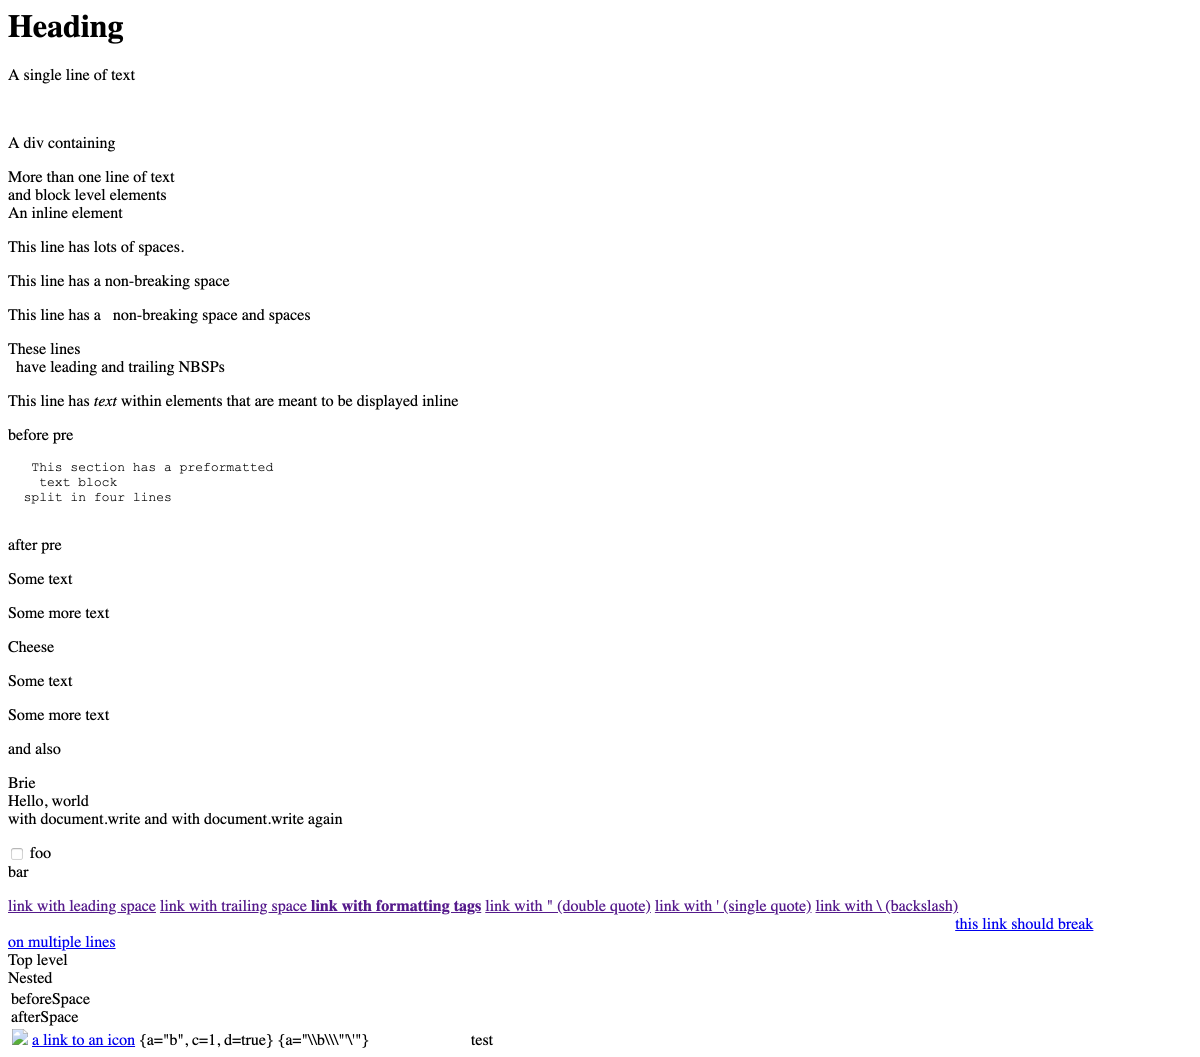 Heading
A single line of text
A div containing
More than one line of text
and block level elements
An inline element
This line has lots of spaces.
This line has a non-breaking space
This line has a   non-breaking space and spaces
These lines
  have leading and trailing NBSPs
This line has text within elements that are meant to be displayed inline
before pre
   This section has a preformatted
    text block
  split in four lines
after pre
Some text
Some more text
Cheese
Some text
Some more text
and also
Brie
Hello, world
with document.write and with document.write again
foo
bar
link with leading space link with trailing space link with formatting tags link with " (double quote) link with ' (single quote) link with \ (backslash)
this link should break
on multiple lines
Top level
Nested
beforeSpace
afterSpace
a link to an icon {a="b", c=1, d=true} {a="\\b\\\"'\'"} test